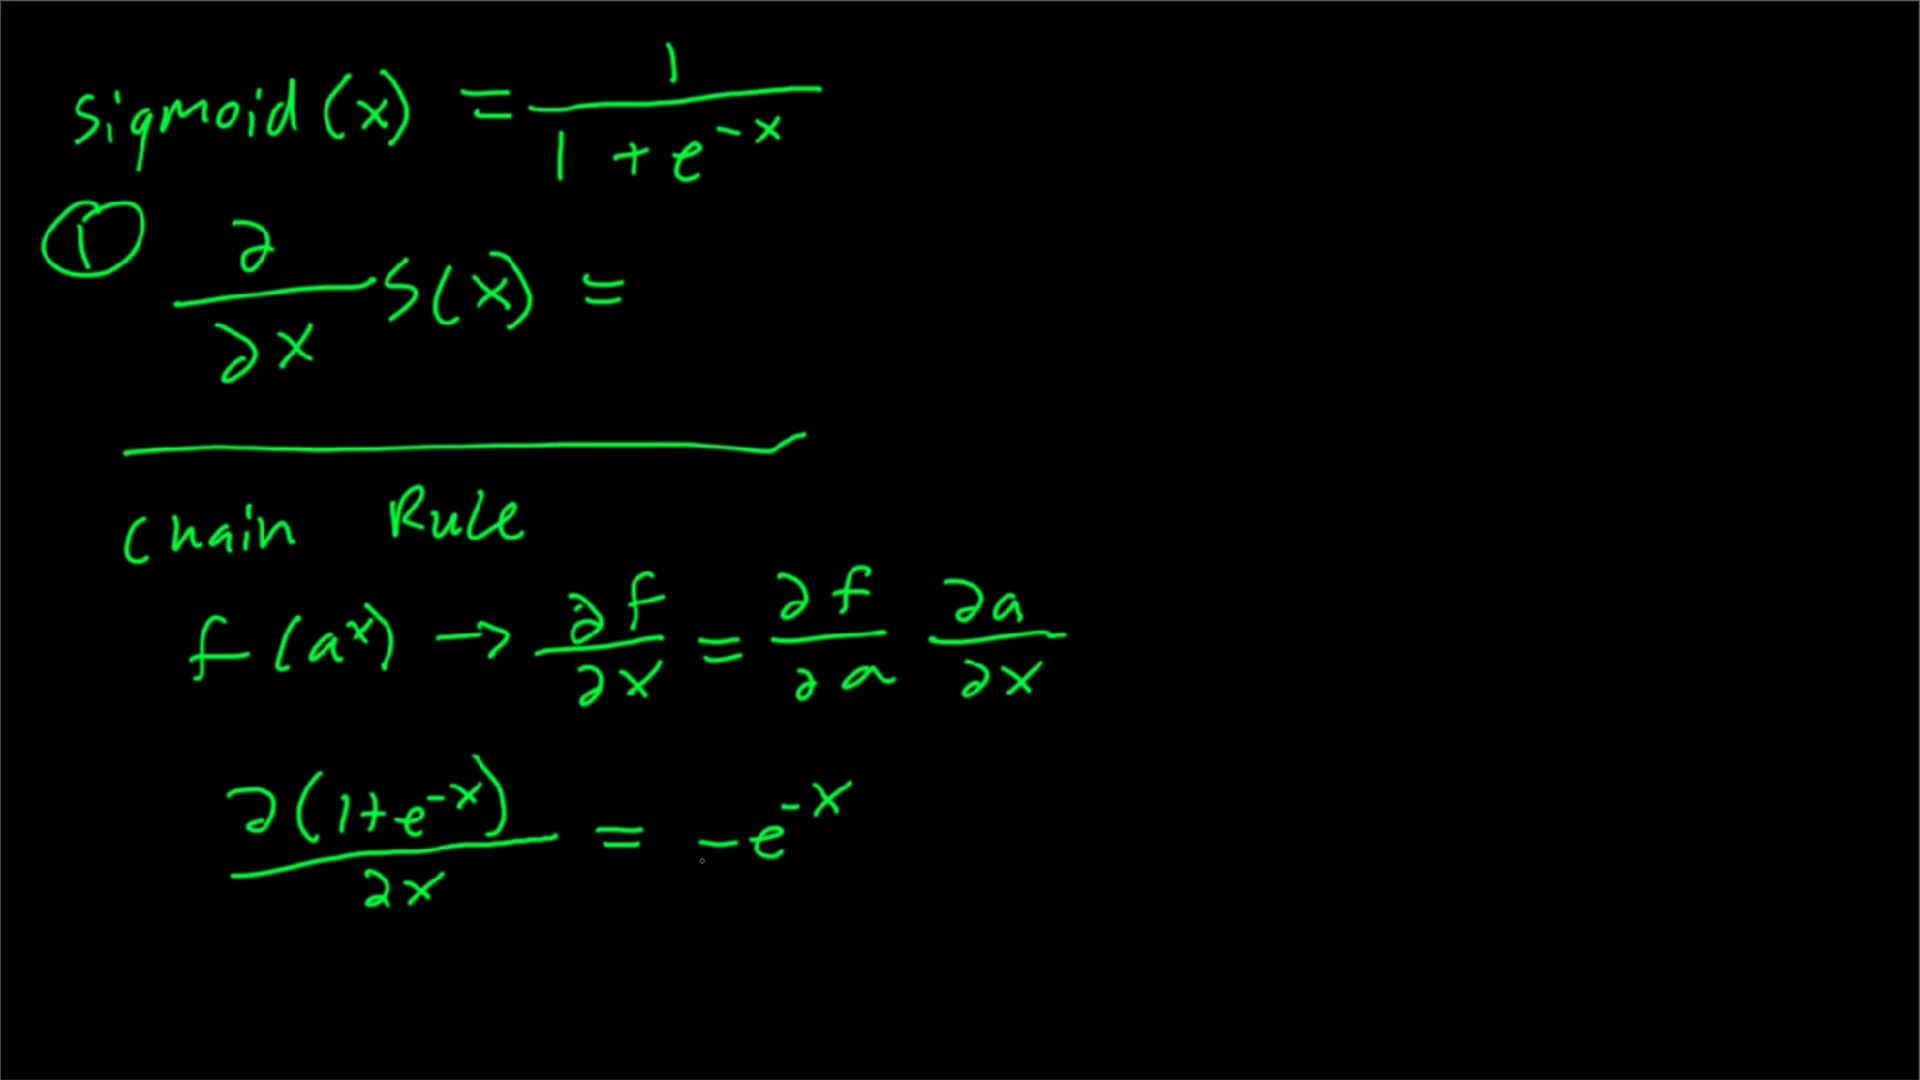 sigmoid(x) = 1 / (1 + e^-x)
① ∂/∂x S(x) =
Chain Rule
f(a^x) → ∂f/∂x = ∂f/∂a ∂a/∂x
∂(1+e^-x)/∂x = -e^-x